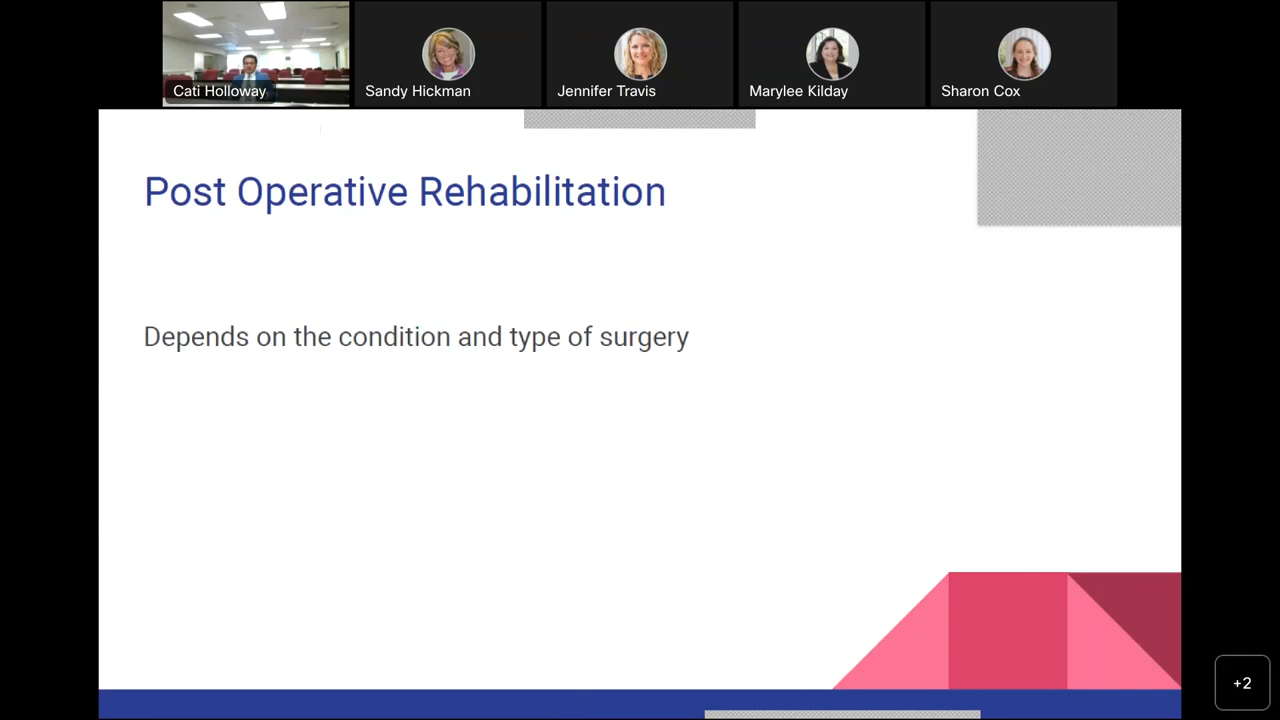 Cati Holloway
Sandy Hickman
Jennifer Travis
Marylee Kilday
Sharon Cox
Post Operative Rehabilitation
Depends on the condition and type of surgery
+2